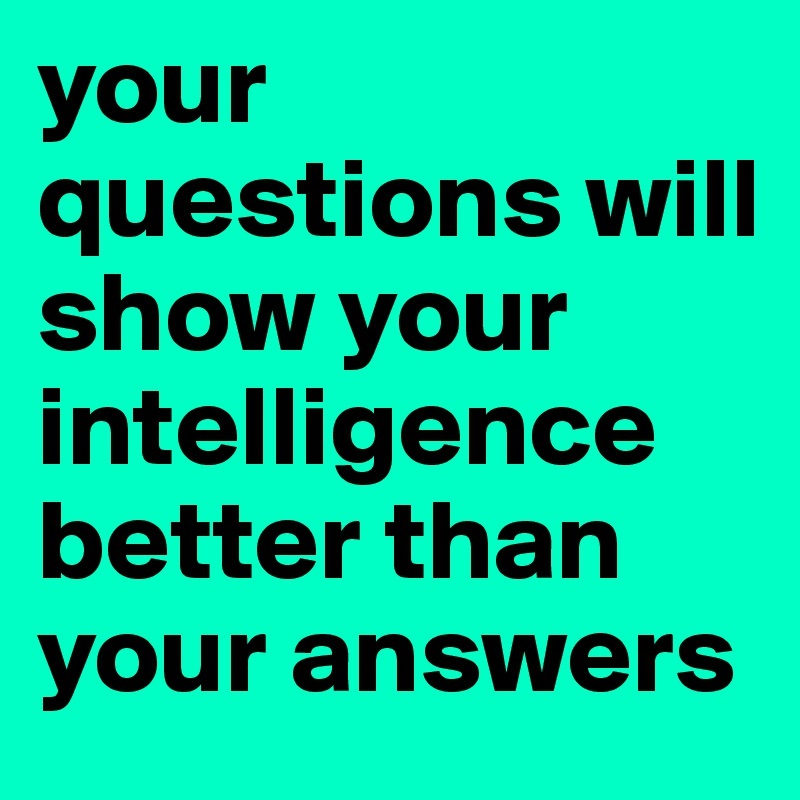 your
questions will
show your
intelligence
better than
your answers